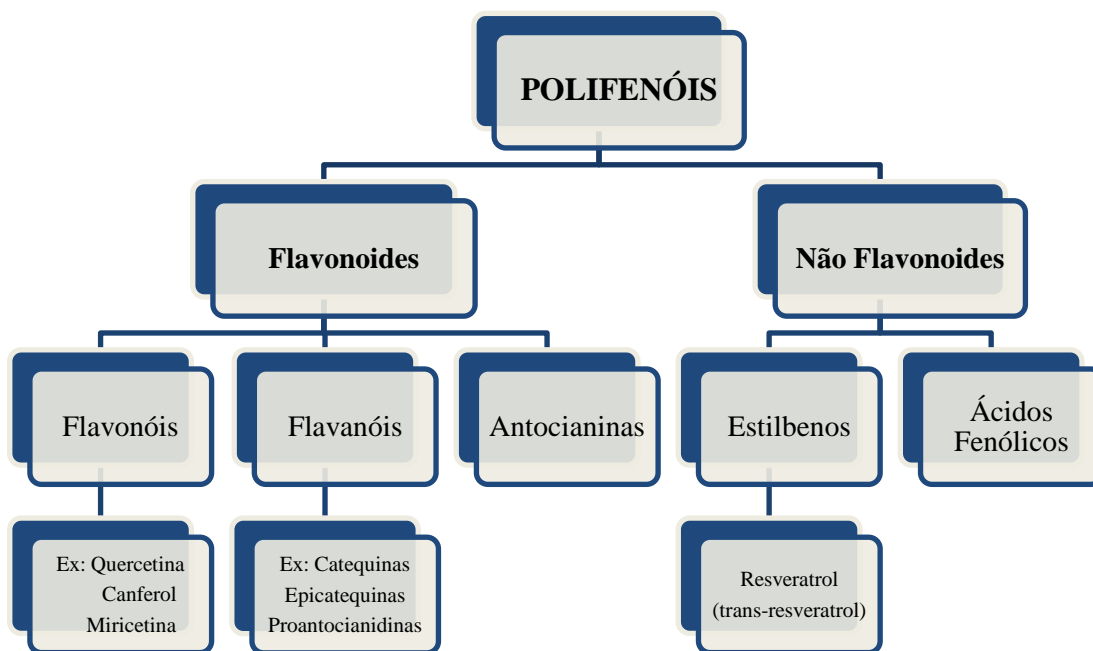 POLIFENÓIS
Flavonoides
Não Flavonoides
Flavonóis
Flavanóis
Antocianinas
Estilbenos
Ácidos
Fenólicos
Ex: Quercetina
Canferol
Miricetina
Ex: Catequinas
Epicatequinas
Proantocianidinas
Resveratrol
(trans-resveratrol)